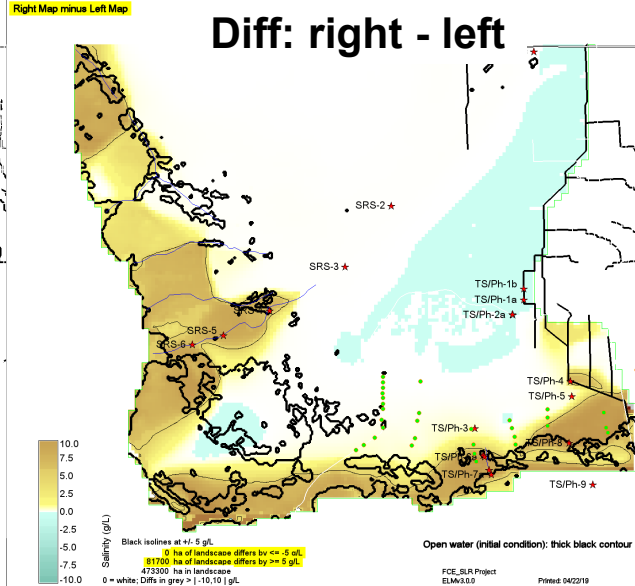 Right Map minus Left Map
Diff: right - left
SRS-2
SRS-3
TS/Ph-1b
TS/Ph-1a
TS/Ph-2a
SRS-5
SRS-6
TS/Ph-4
TS/Ph-5
TS/Ph-3
TS/Ph-8
TS/Ph-7
TS/Ph-9
10.0
7.5
5.0
2.5
0.0
-2.5
-5.0
-7.5
-10.0
Salinity (g/L)
Black isolines at +/- 5 g/L
0 ha of landscape differs by <= -5 g/L
81700 ha of landscape differs by >= 5 g/L
473300 ha in landscape
0 = white; Diffs in grey > | -10,10 | g/L
Open water (initial condition): thick black contour
FCE_SLR Project
ELMv3.0.0
Printed: 04/22/19